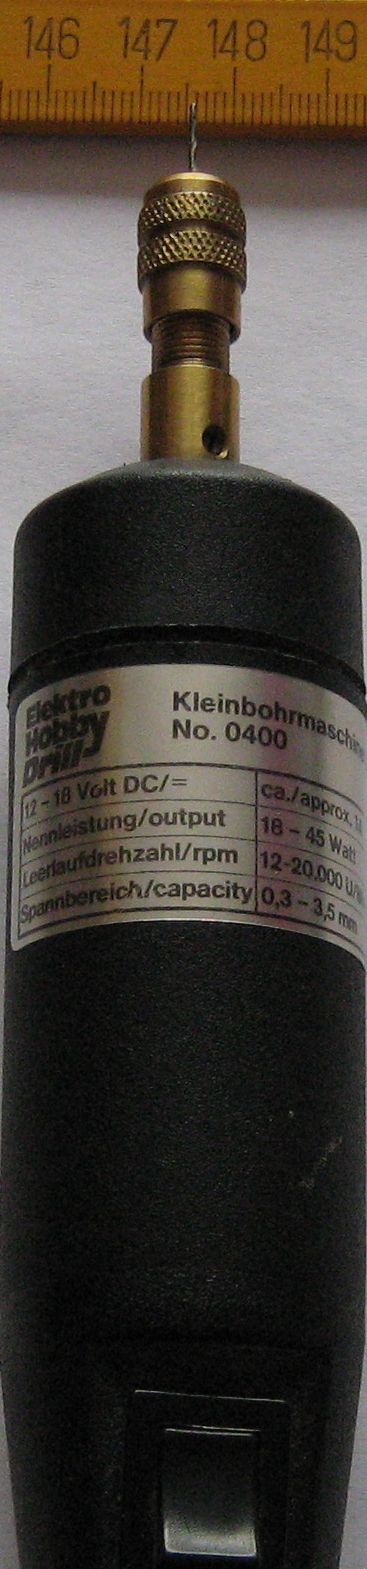 146 147 148 149
Elektro
Hobby
Drill
Kleinbohrmaschine
No. 0400
12 – 18 Volt DC/=
ca./approx.
Nennleistung/output
18 – 45 Watt
Leerlaufdrehzahl/rpm
12-20.000
Spannbereich/capacity
0,3 – 3,5 mm